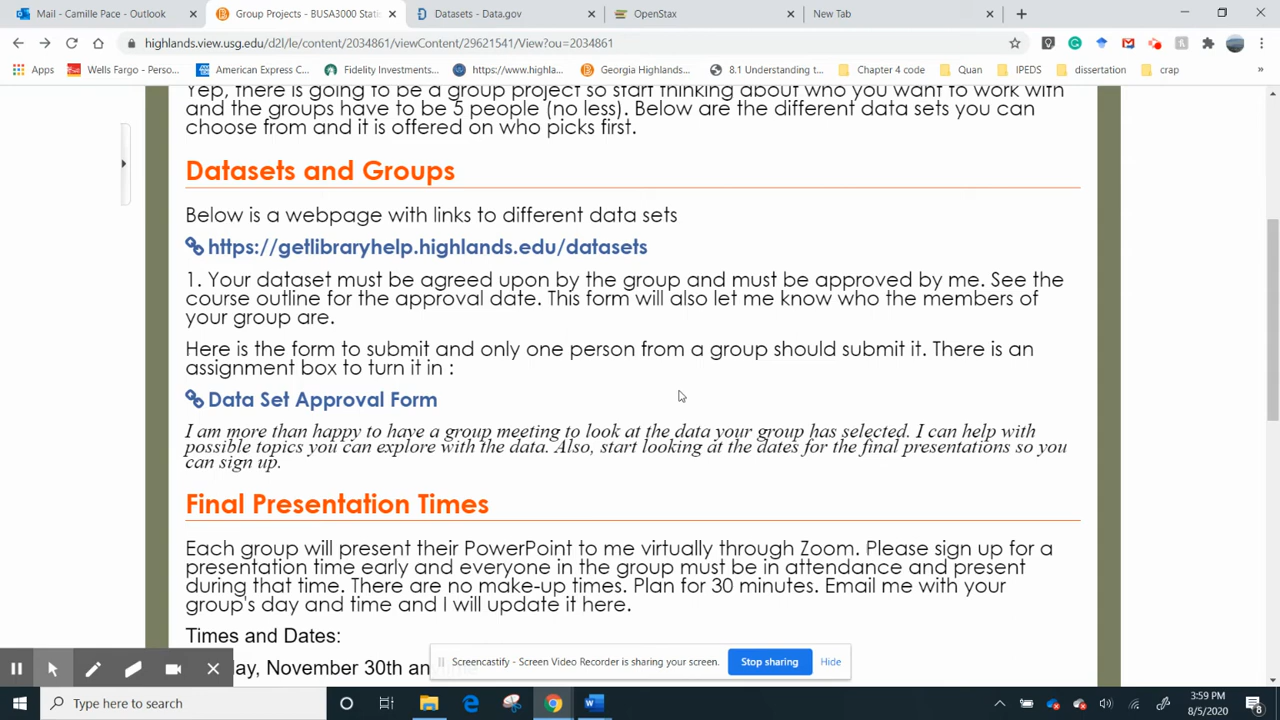 Mail - Camille Pace - Outlook
Group Projects - BUSA3000 Stati
Datasets - Data.gov
OpenStax
New Tab
highlands.view.usg.edu/d2l/le/content/2034861/viewContent/29621541/View?ou=2034861
Apps
Wells Fargo - Perso...
American Express C...
Fidelity Investments...
https://www.highla...
Georgia Highlands...
8.1 Understanding t...
Chapter 4 code
Quan
IPEDS
dissertation
crap
»
Yep, there is going to be a group project so start thinking about who you want to work with
and the groups have to be 5 people (no less). Below are the different data sets you can
choose from and it is offered on who picks first.
Datasets and Groups
Below is a webpage with links to different data sets
https://getlibraryhelp.highlands.edu/datasets
1. Your dataset must be agreed upon by the group and must be approved by me. See the
course outline for the approval date. This form will also let me know who the members of
your group are.
Here is the form to submit and only one person from a group should submit it. There is an
assignment box to turn it in :
Data Set Approval Form
I am more than happy to have a group meeting to look at the data your group has selected. I can help with
possible topics you can explore with the data. Also, start looking at the dates for the final presentations so you
can sign up.
Final Presentation Times
Each group will present their PowerPoint to me virtually through Zoom. Please sign up for a
presentation time early and everyone in the group must be in attendance and present
during that time. There are no make-up times. Plan for 30 minutes. Email me with your
group's day and time and I will update it here.
Times and Dates:
day, November 30th an
Screencastify - Screen Video Recorder is sharing your screen.
Stop sharing
Hide
Type here to search
3:59 PM
8/5/2020
8